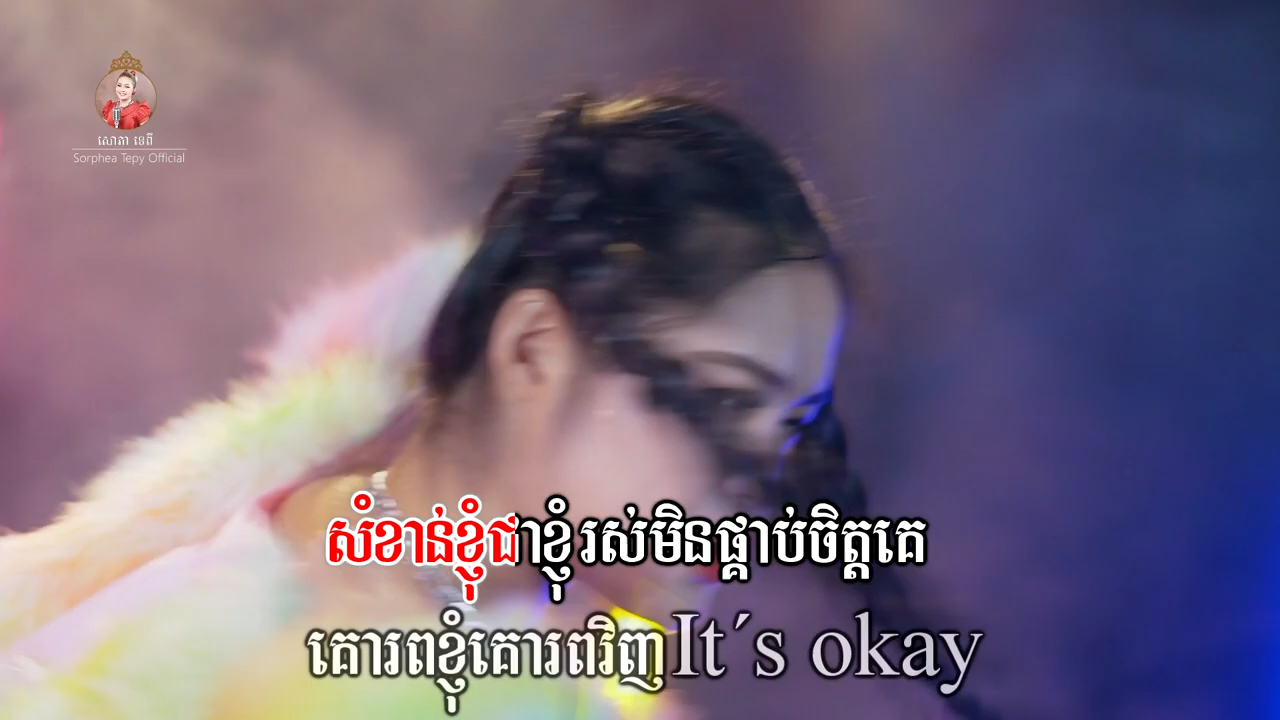 សោភា ទេពី
Sorphea Tepy Official
សំខាន់ខ្ញុំជាខ្ញុំរស់មិនផ្គាប់ចិត្តគេ
គោរពខ្ញុំគោរពវិញ It´s okay